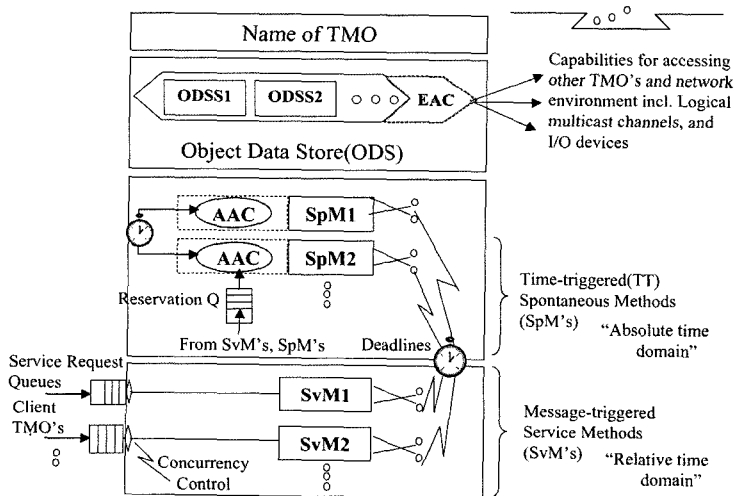 Name of TMO
ODSS1 ODSS2 EAC
Object Data Store(ODS)
Capabilities for accessing
other TMO's and network
environment incl. Logical
multicast channels, and
I/O devices
AAC SpM1
AAC SpM2
Reservation Q
From SvM's, SpM's
Deadlines
Time-triggered(TT)
Spontaneous Methods
(SpM's)
"Absolute time
domain"
Service Request
Queues
Client
TMO's
SvM1
SvM2
Concurrency
Control
Message-triggered
Service Methods
(SvM's)
"Relative time
domain"